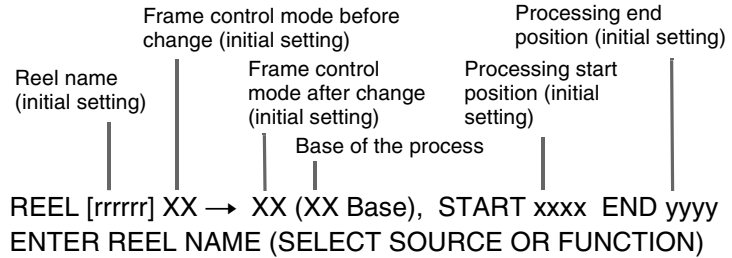 Frame control mode before
change (initial setting)
Processing end
position (initial setting)
Reel name
(initial setting)
Frame control
mode after change
(initial setting)
Processing start
position (initial
setting)
Base of the process
REEL [rrrrrr] XX → XX (XX Base), START xxxx END yyyy
ENTER REEL NAME (SELECT SOURCE OR FUNCTION)